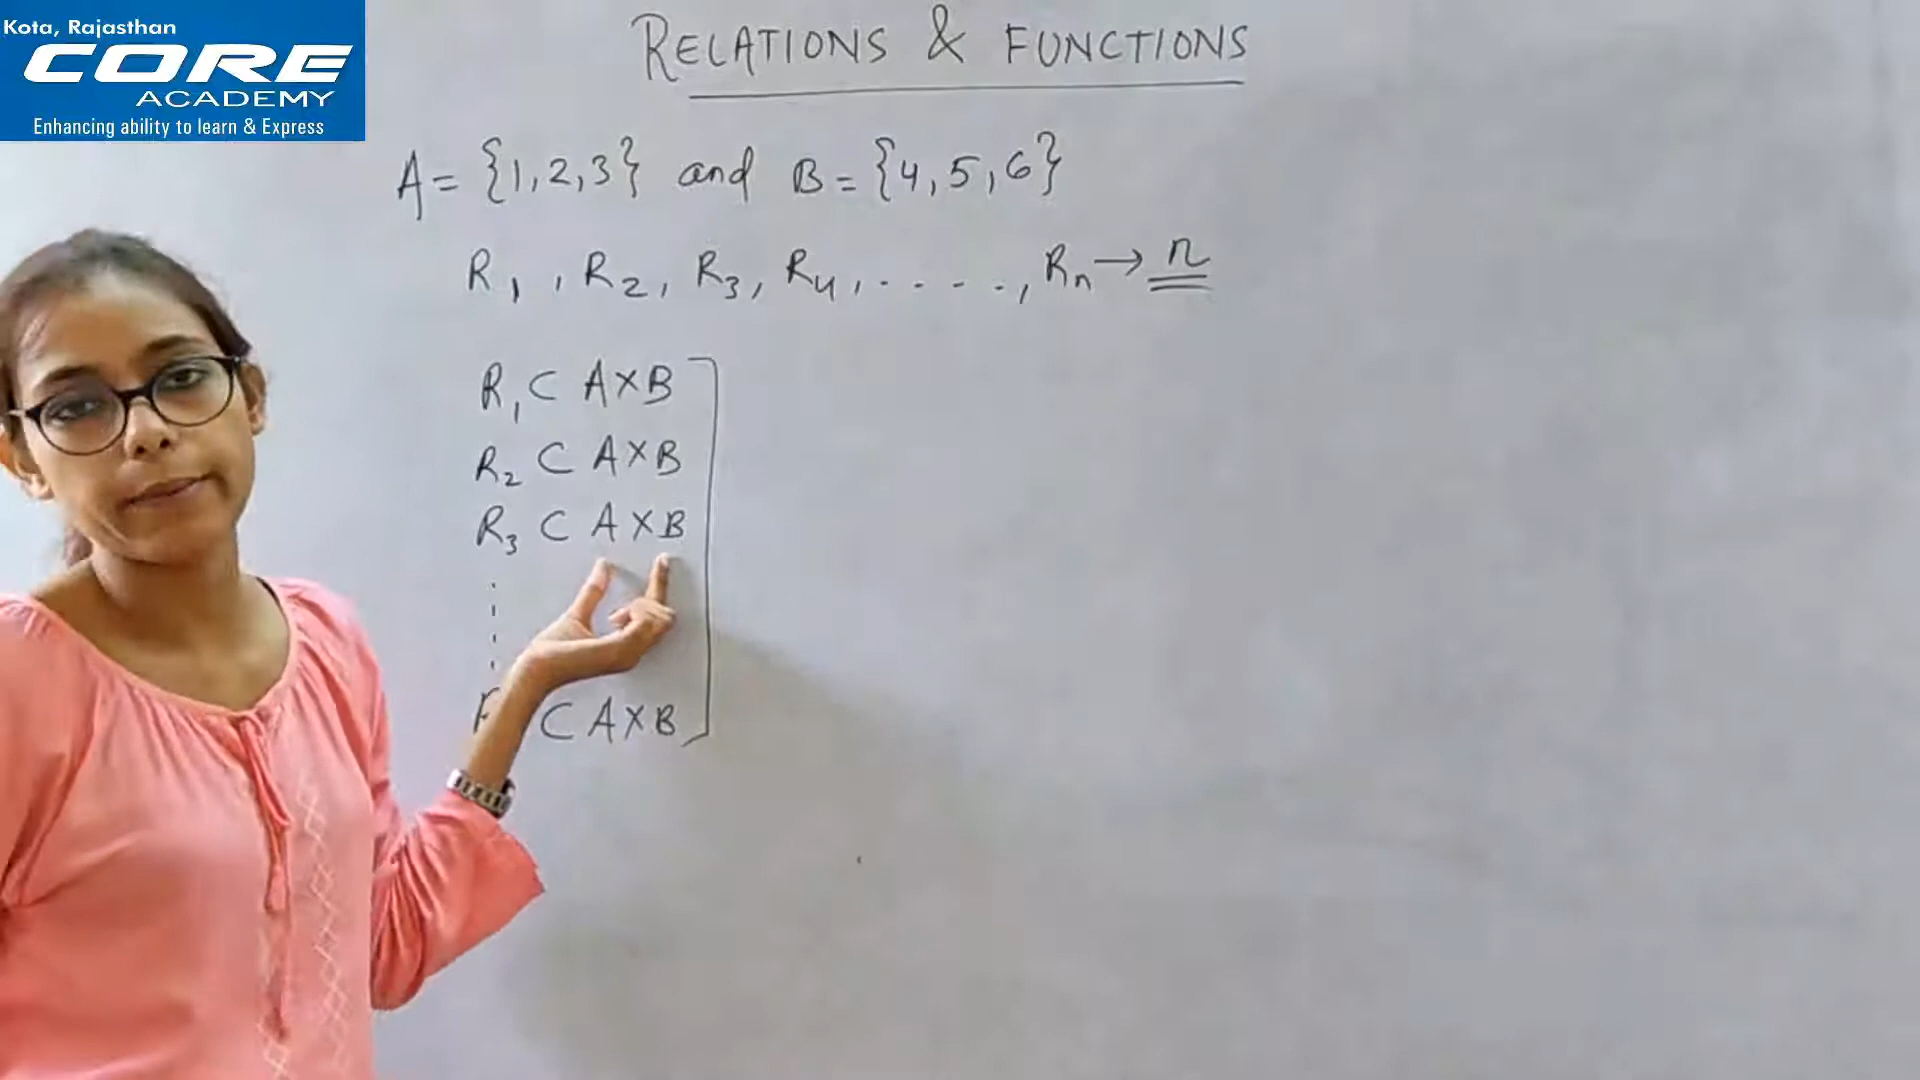 Kota, Rajasthan
CORE
ACADEMY
Enhancing ability to learn & Express
RELATIONS & FUNCTIONS
A = {1,2,3} and B = {4,5,6}
R₁, R₂, R₃, R₄, ....., Rₙ → n
R₁ ⊂ A×B
R₂ ⊂ A×B
R₃ ⊂ A×B
⊂ A×B